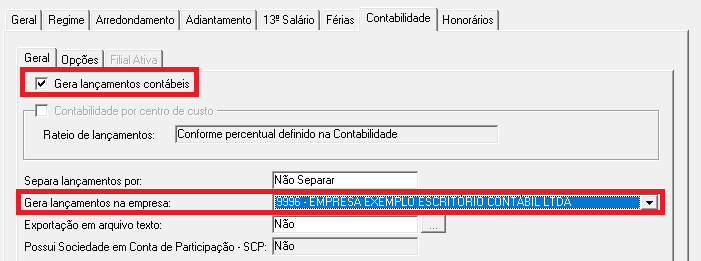 Geral Regime Arredondamento Adiantamento 13º Salário Férias Contabilidade Honorários
Geral Opções Filial Ativa
Gera lançamentos contábeis
Contabilidade por centro de custo
Rateio de lançamentos: Conforme percentual definido na Contabilidade
Separa lançamentos por: Não Separar
Gera lançamentos na empresa: 9996 - EMPRESA EXEMPLO ESCRITÓRIO CONTÁBIL LTDA
Exportação em arquivo texto: Não ...
Possui Sociedade em Conta de Participação - SCP: Não